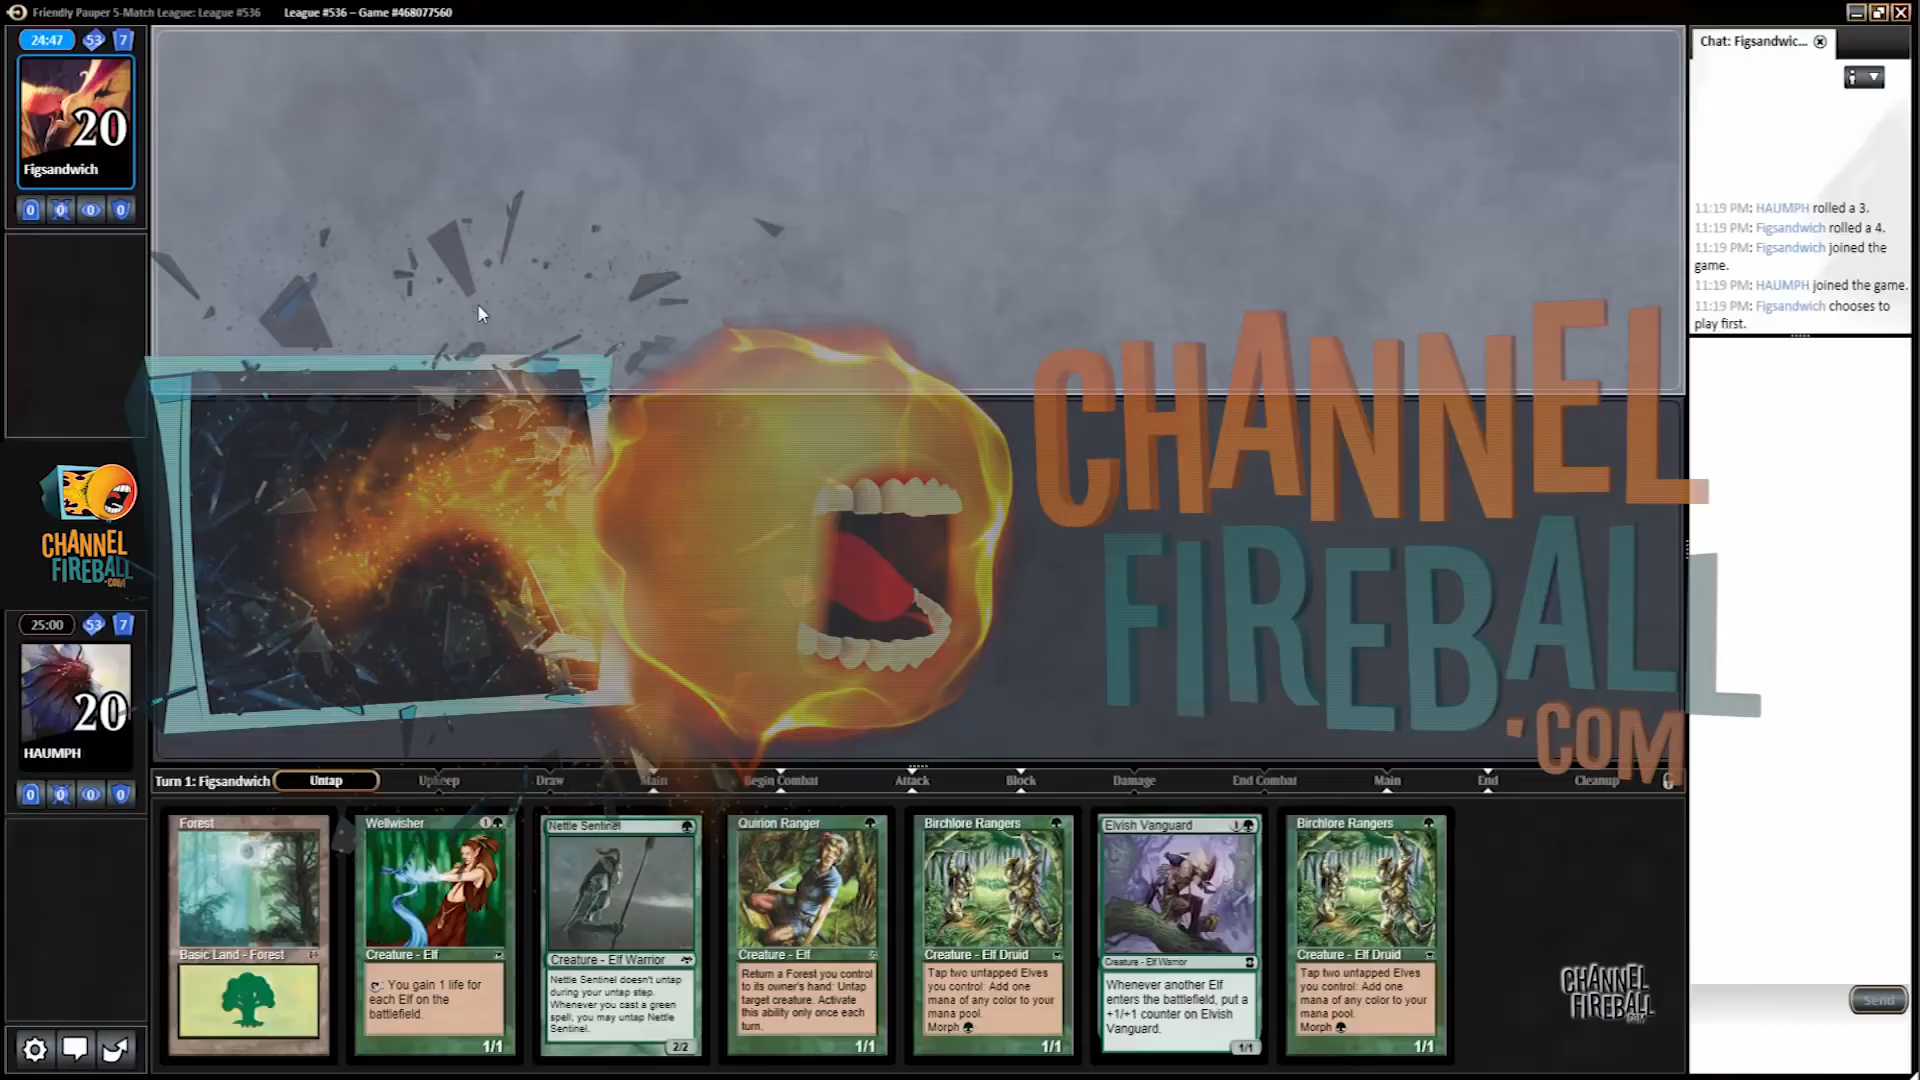 Friendly Pauper 5-Match League: League #536 League #536 – Game #468077560
24:47 53 7
20
Figsandwich
0 0 0 0
Chat: Figsandwic...
11:19 PM: HAUMPH rolled a 3.
11:19 PM: Figsandwich rolled a 4.
11:19 PM: Figsandwich joined the
game.
11:19 PM: HAUMPH joined the game.
11:19 PM: Figsandwich chooses to
play first.
CHANNEL
FIREBALL
.COM
CHANNEL
FIREBALL
.COM
25:00 53 7
20
HAUMPH
0 0 0 0
Turn 1: Figsandwich Untap Upkeep Draw Main Begin Combat Attack Block Damage End Combat Main End Cleanup
Forest
Basic Land - Forest
Wellwisher 1
Creature - Elf
: You gain 1 life for
each Elf on the
battlefield.
1/1
Nettle Sentinel
Creature - Elf Warrior
Nettle Sentinel doesn't untap
during your untap step.
Whenever you cast a green
spell, you may untap Nettle
Sentinel.
2/2
Quirion Ranger
Creature - Elf
Return a Forest you control
to its owner's hand: Untap
target creature. Activate
this ability only once each
turn.
1/1
Birchlore Rangers
Creature - Elf Druid
Tap two untapped Elves
you control: Add one
mana of any color to your
mana pool.
Morph
1/1
Elvish Vanguard 1
Creature - Elf Warrior
Whenever another Elf
enters the battlefield, put a
+1/+1 counter on Elvish
Vanguard.
1/1
Birchlore Rangers
Creature - Elf Druid
Tap two untapped Elves
you control: Add one
mana of any color to your
mana pool.
Morph
1/1
CHANNEL
FIREBALL
.COM
Send